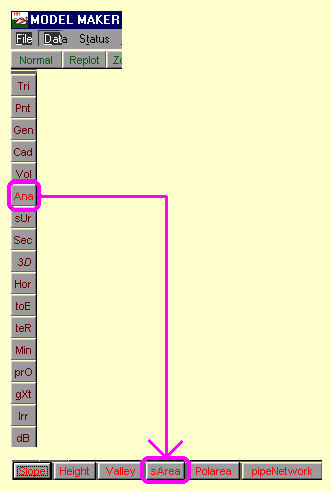 MODEL MAKER
File Data Status
Normal Replot Zo
Tri
Pnt
Gen
Cad
Vol
Ana
sUr
Sec
3D
Hor
toE
teR
Min
prO
gXt
Irr
dB
Slope Height Valley sArea Polarea pipeNetwork